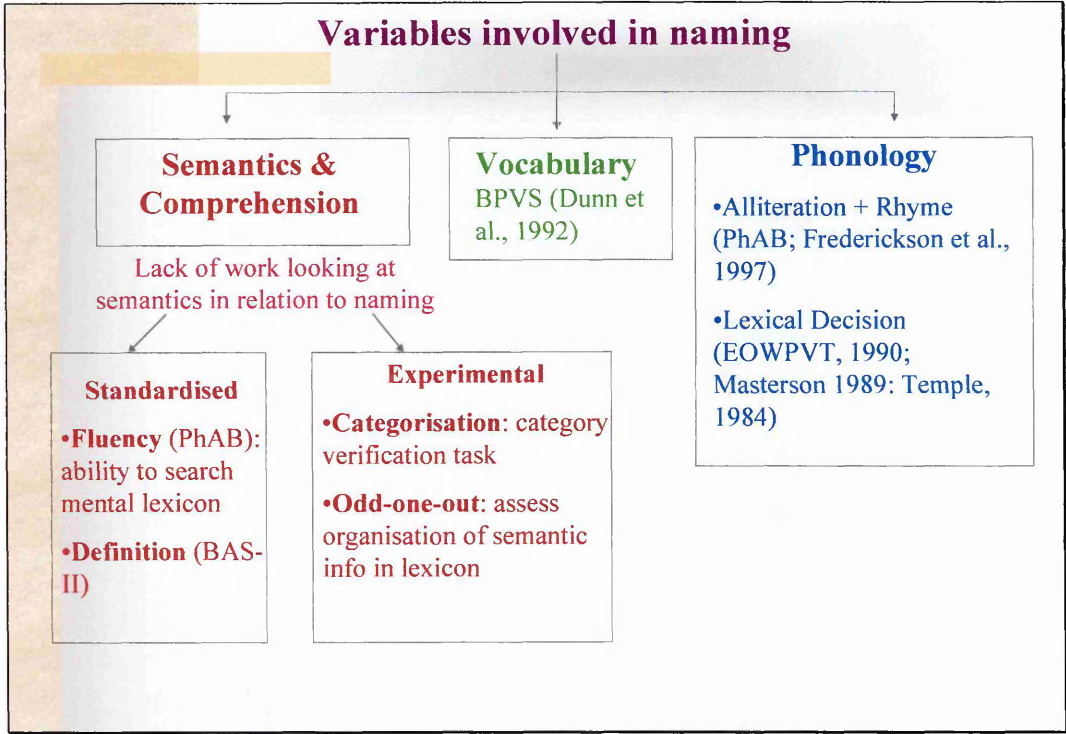 Variables involved in naming
Semantics &
Comprehension
Vocabulary
BPVS (Dunn et
al., 1992)
Phonology
•Alliteration + Rhyme
(PhAB; Frederickson et al.,
1997)
•Lexical Decision
(EOWPVT, 1990;
Masterson 1989: Temple,
1984)
Lack of work looking at
semantics in relation to naming
Standardised
•Fluency (PhAB):
ability to search
mental lexicon
•Definition (BAS-
II)
Experimental
•Categorisation: category
verification task
•Odd-one-out: assess
organisation of semantic
info in lexicon